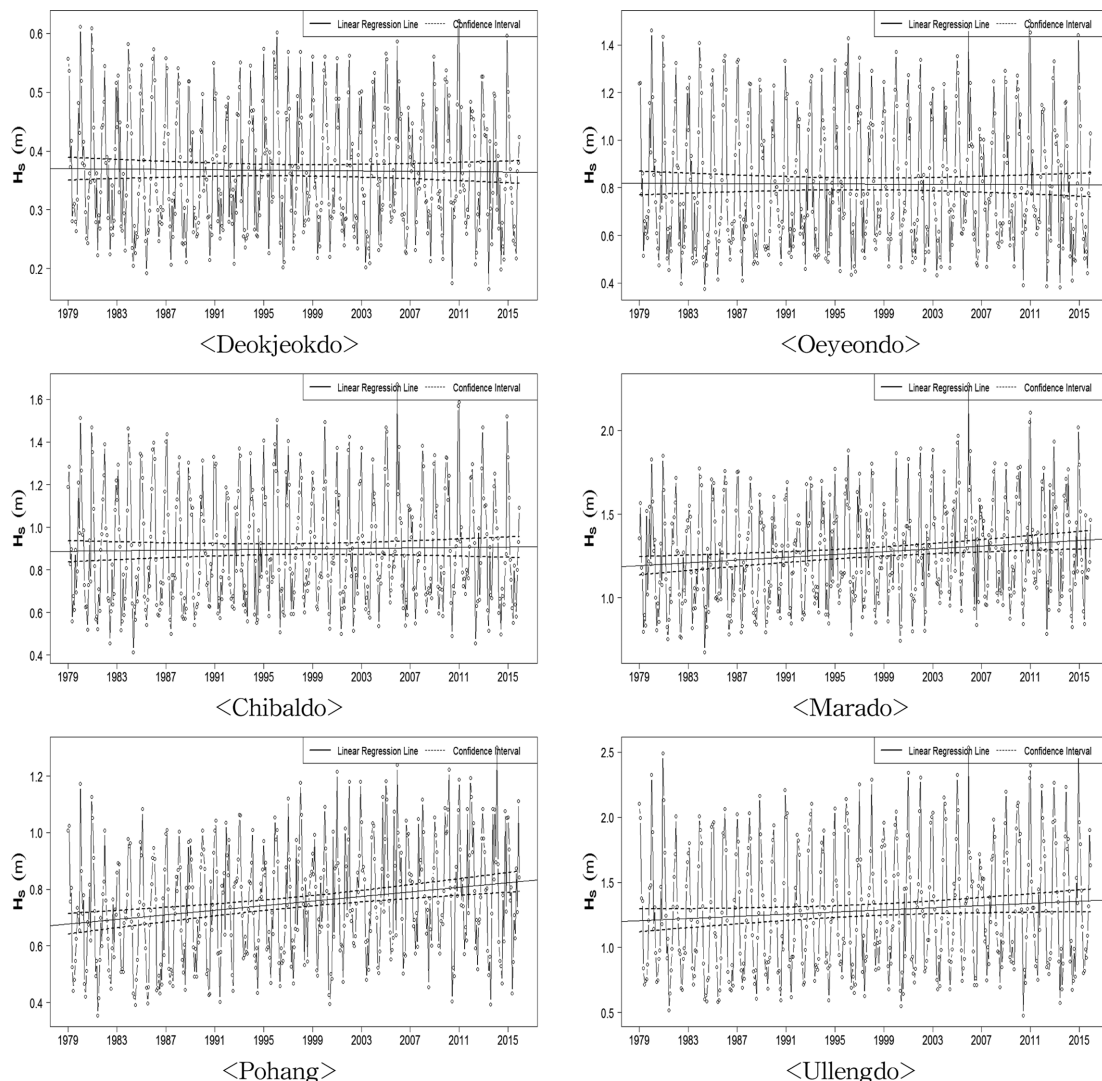 Linear Regression Line Confidence Interval
Hs (m)
0.6
0.5
0.4
0.3
0.2
1979 1983 1987 1991 1995 1999 2003 2007 2011 2015
<Deokjeokdo>
Linear Regression Line Confidence Interval
Hs (m)
1.4
1.2
1.0
0.8
0.6
0.4
1979 1983 1987 1991 1995 1999 2003 2007 2011 2015
<Oeyeondo>
Linear Regression Line Confidence Interval
Hs (m)
1.6
1.4
1.2
1.0
0.8
0.6
0.4
1979 1983 1987 1991 1995 1999 2003 2007 2011 2015
<Chibaldo>
Linear Regression Line Confidence Interval
Hs (m)
2.0
1.5
1.0
1979 1983 1987 1991 1995 1999 2003 2007 2011 2015
<Marado>
Linear Regression Line Confidence Interval
Hs (m)
1.2
1.0
0.8
0.6
0.4
1979 1983 1987 1991 1995 1999 2003 2007 2011 2015
<Pohang>
Linear Regression Line Confidence Interval
Hs (m)
2.5
2.0
1.5
1.0
0.5
1979 1983 1987 1991 1995 1999 2003 2007 2011 2015
<Ullengdo>